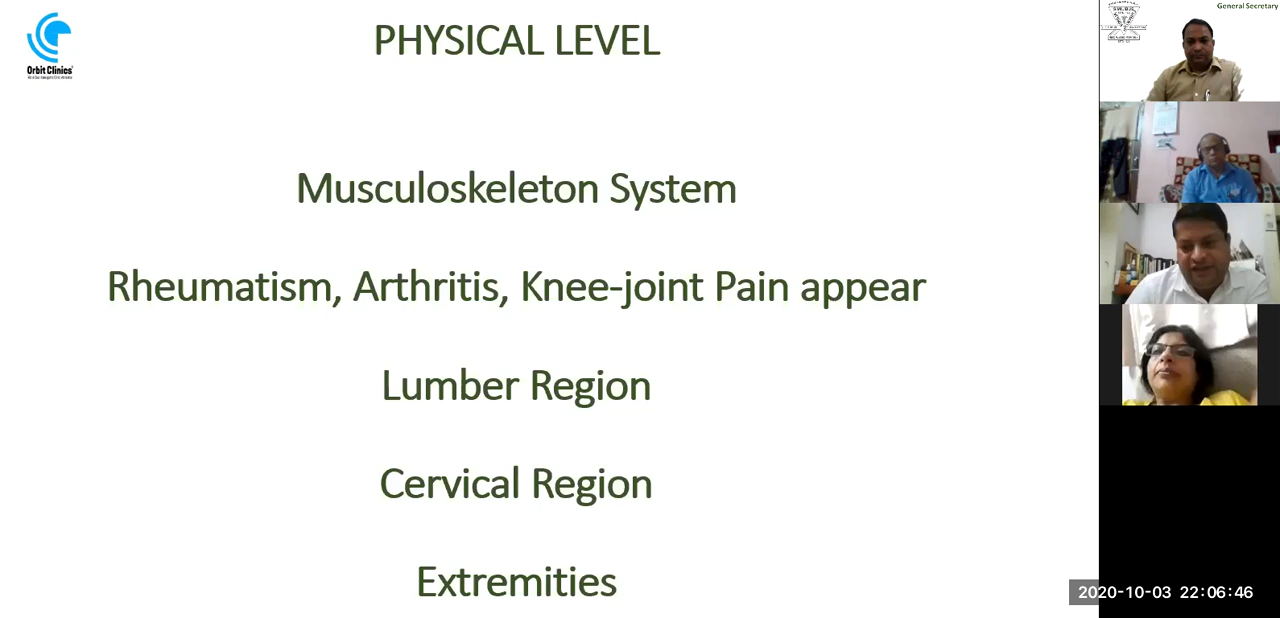 PHYSICAL LEVEL
Orbit Clinics
Musculoskeleton System
Rheumatism, Arthritis, Knee-joint Pain appear
Lumber Region
Cervical Region
Extremities
General Secretary
2020-10-03 22:06:46